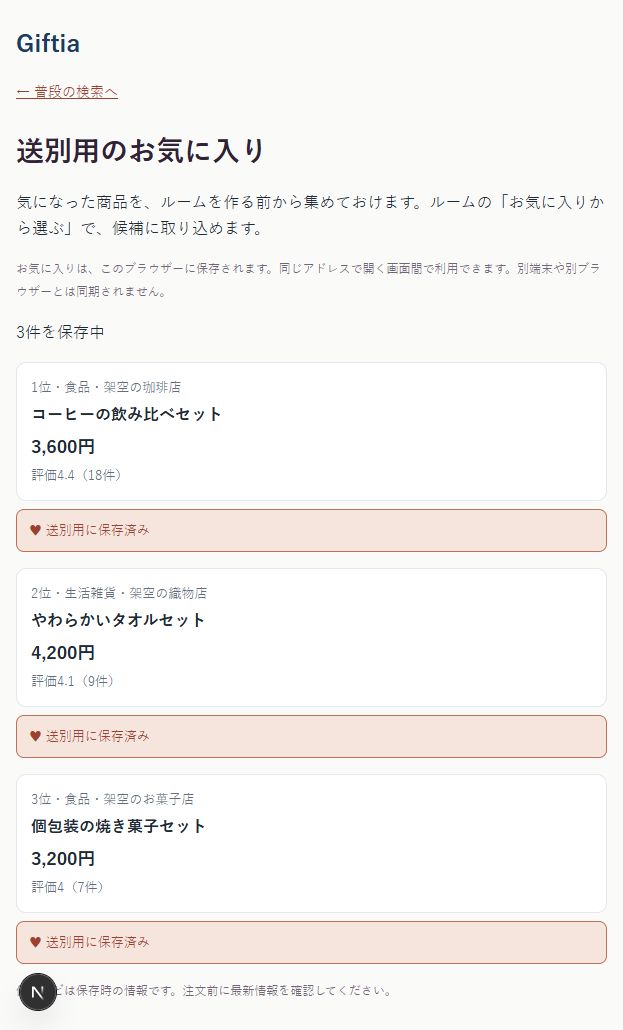 Giftia
← 普段の検索へ
送別用のお気に入り
気になった商品を、ルームを作る前から集めておけます。ルームの「お気に入りか
ら選ぶ」で、候補に取り込めます。
お気に入りは、このブラウザーに保存されます。同じアドレスで開く画面間で利用できます。別端末や別ブラ
ウザーとは同期されません。
3件を保存中
1位・食品・架空の珈琲店
コーヒーの飲み比べセット
3,600円
評価4.4（18件）
♥ 送別用に保存済み
2位・生活雑貨・架空の織物店
やわらかいタオルセット
4,200円
評価4.1（9件）
♥ 送別用に保存済み
3位・食品・架空のお菓子店
個包装の焼き菓子セット
3,200円
評価4（7件）
♥ 送別用に保存済み
は保存時の情報です。注文前に最新情報を確認してください。
N